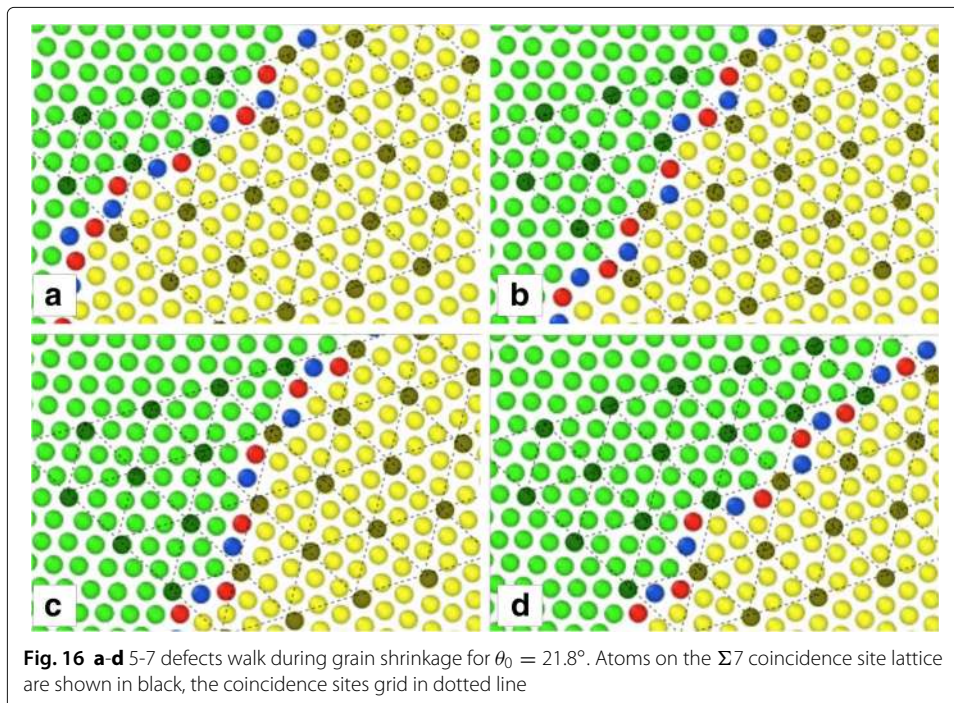 a
b
c
d
Fig. 16 a-d 5-7 defects walk during grain shrinkage for θ₀ = 21.8°. Atoms on the Σ7 coincidence site lattice
are shown in black, the coincidence sites grid in dotted line